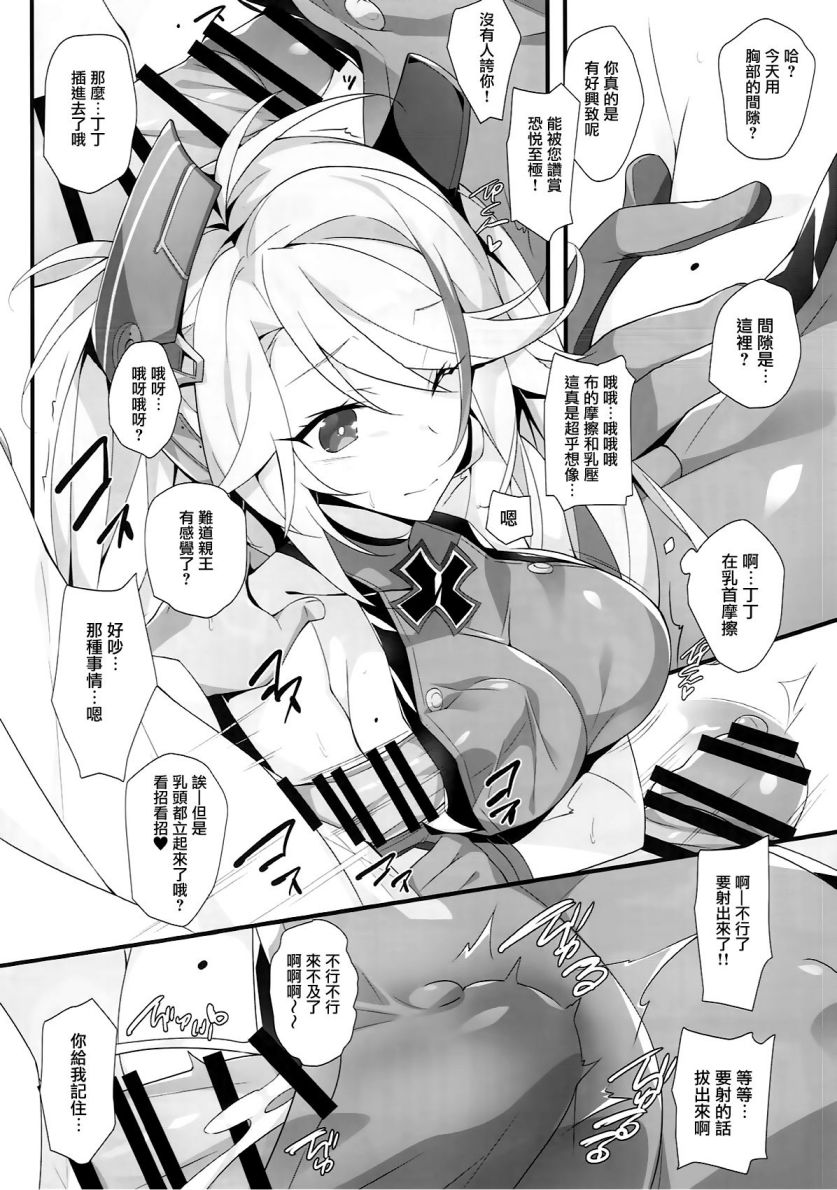 哈?
今天用
胸部的間隙?
你真的是
有好興致呢
能被您讚賞
恐悅至極!
沒有人誇你!
那麼…丁丁
插進去了哦
間隙是…
這裡?
哦哦…哦哦哦
布的摩擦和乳壓
這真是超乎想像…
嗯
哦呀…
哦呀哦呀?
難道親王
有感覺了?
啊…丁丁
在乳首摩擦
好吵…
那種事情…嗯
誒—但是
乳頭都立起來了哦?
看招看招♥
啊—不行了
要射出來了!!
等等…
要射的話
拔出來啊
不行不行
來不及了
啊啊啊~~
你給我記住…